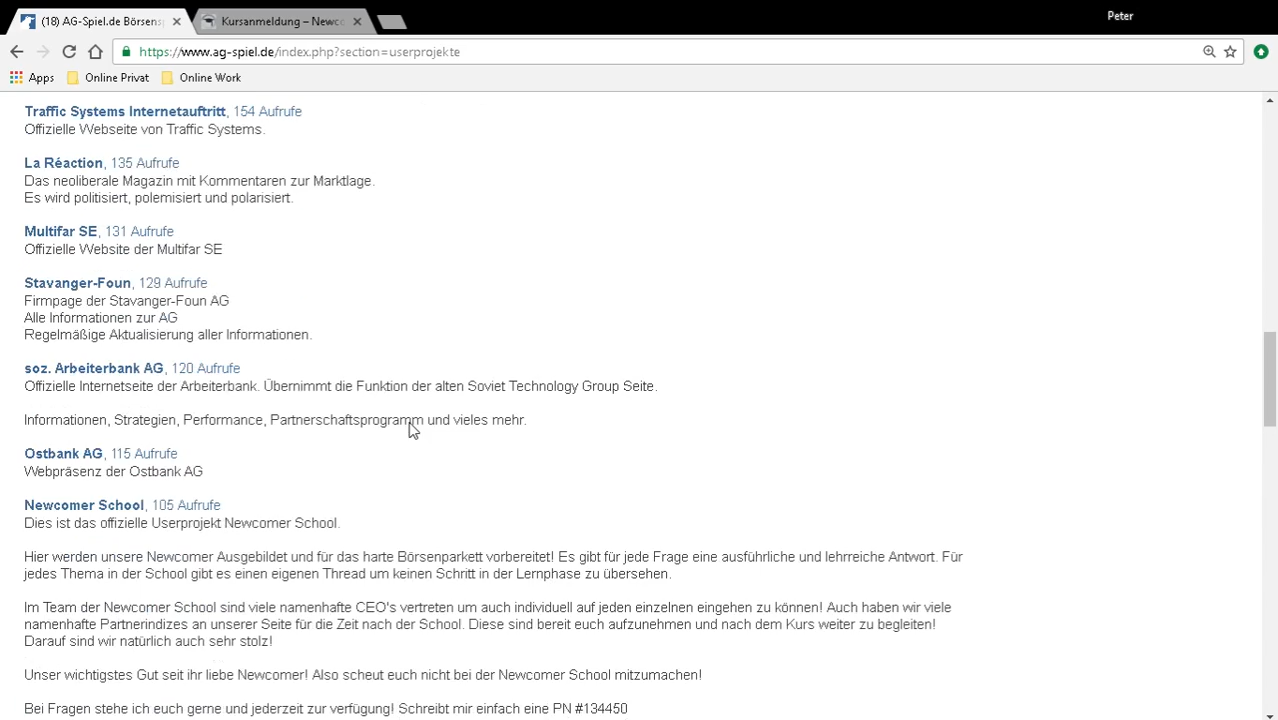 Peter
(18) AG-Spiel.de Börsensp
Kursanmeldung – Newco
https://www.ag-spiel.de/index.php?section=userprojekte
Apps Online Privat Online Work
Traffic Systems Internetauftritt, 154 Aufrufe
Offizielle Webseite von Traffic Systems.
La Réaction, 135 Aufrufe
Das neoliberale Magazin mit Kommentaren zur Marktlage.
Es wird politisiert, polemisiert und polarisiert.
Multifar SE, 131 Aufrufe
Offizielle Website der Multifar SE
Stavanger-Foun, 129 Aufrufe
Firmpage der Stavanger-Foun AG
Alle Informationen zur AG
Regelmäßige Aktualisierung aller Informationen.
soz. Arbeiterbank AG, 120 Aufrufe
Offizielle Internetseite der Arbeiterbank. Übernimmt die Funktion der alten Soviet Technology Group Seite.
Informationen, Strategien, Performance, Partnerschaftsprogramm und vieles mehr.
Ostbank AG, 115 Aufrufe
Webpräsenz der Ostbank AG
Newcomer School, 105 Aufrufe
Dies ist das offizielle Userprojekt Newcomer School.
Hier werden unsere Newcomer Ausgebildet und für das harte Börsenparkett vorbereitet! Es gibt für jede Frage eine ausführliche und lehrreiche Antwort. Für
jedes Thema in der School gibt es einen eigenen Thread um keinen Schritt in der Lernphase zu übersehen.
Im Team der Newcomer School sind viele namenhafte CEO's vertreten um auch individuell auf jeden einzelnen eingehen zu können! Auch haben wir viele
namenhafte Partnerindizes an unserer Seite für die Zeit nach der School. Diese sind bereit euch aufzunehmen und nach dem Kurs weiter zu begleiten!
Darauf sind wir natürlich auch sehr stolz!
Unser wichtigstes Gut seit ihr liebe Newcomer! Also scheut euch nicht bei der Newcomer School mitzumachen!
Bei Fragen stehe ich euch gerne und jederzeit zur verfügung! Schreibt mir einfach eine PN #134450